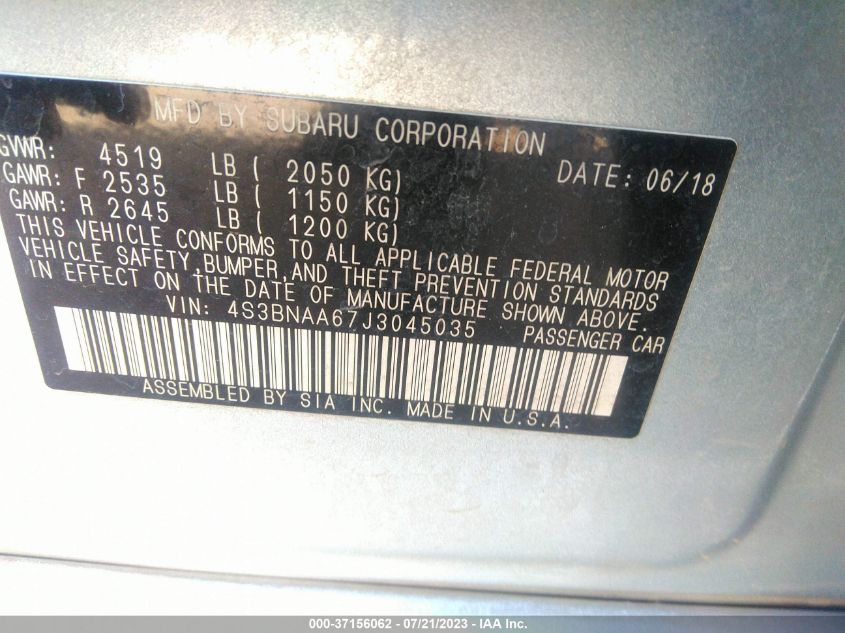 MFD BY SUBARU CORPORATION
GVWR: 4519 LB ( 2050 KG) DATE: 06/18
GAWR: F 2535 LB ( 1150 KG)
GAWR: R 2645 LB ( 1200 KG)
THIS VEHICLE CONFORMS TO ALL APPLICABLE FEDERAL MOTOR
VEHICLE SAFETY,BUMPER,AND THEFT PREVENTION STANDARDS
IN EFFECT ON THE DATE OF MANUFACTURE SHOWN ABOVE.
VIN: 4S3BNAA67J3045035 PASSENGER CAR
ASSEMBLED BY SIA INC. MADE IN U.S.A.
000-37156062 - 07/21/2023 - IAA Inc.